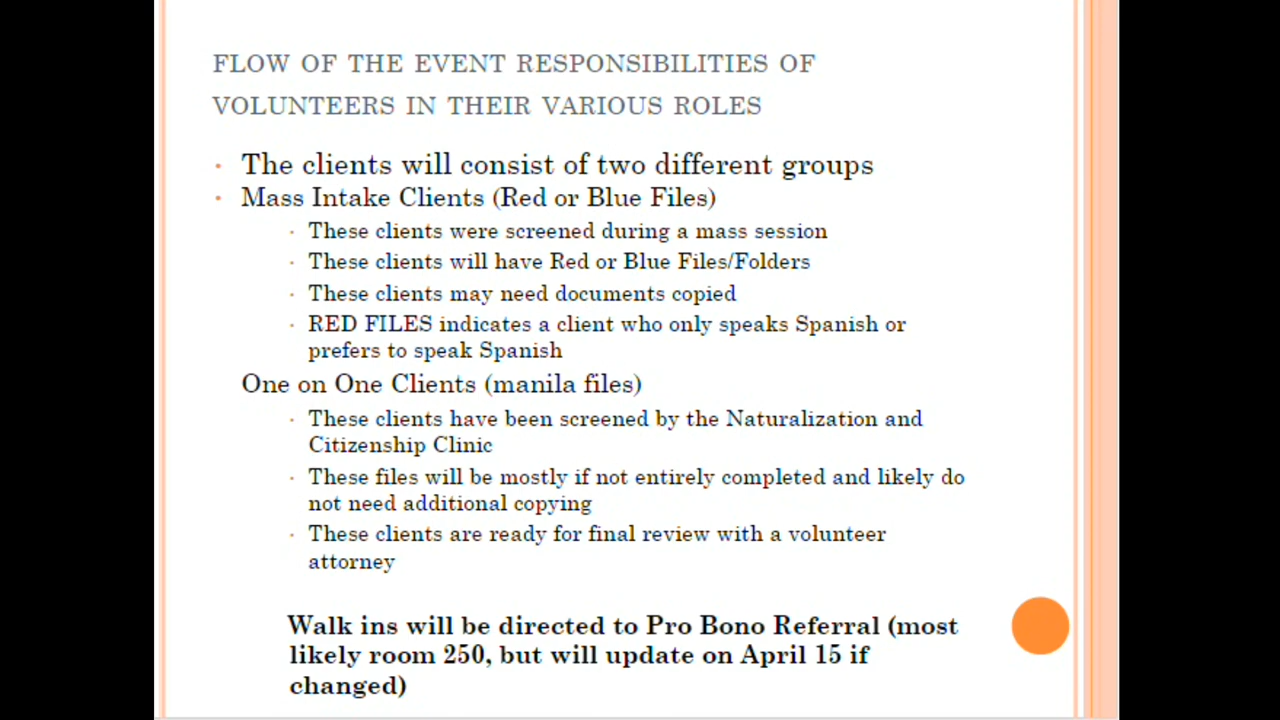 FLOW OF THE EVENT RESPONSIBILITIES OF
VOLUNTEERS IN THEIR VARIOUS ROLES
• The clients will consist of two different groups
• Mass Intake Clients (Red or Blue Files)
• These clients were screened during a mass session
• These clients will have Red or Blue Files/Folders
• These clients may need documents copied
• RED FILES indicates a client who only speaks Spanish or
prefers to speak Spanish
One on One Clients (manila files)
• These clients have been screened by the Naturalization and
Citizenship Clinic
• These files will be mostly if not entirely completed and likely do
not need additional copying
• These clients are ready for final review with a volunteer
attorney
Walk ins will be directed to Pro Bono Referral (most
likely room 250, but will update on April 15 if
changed)